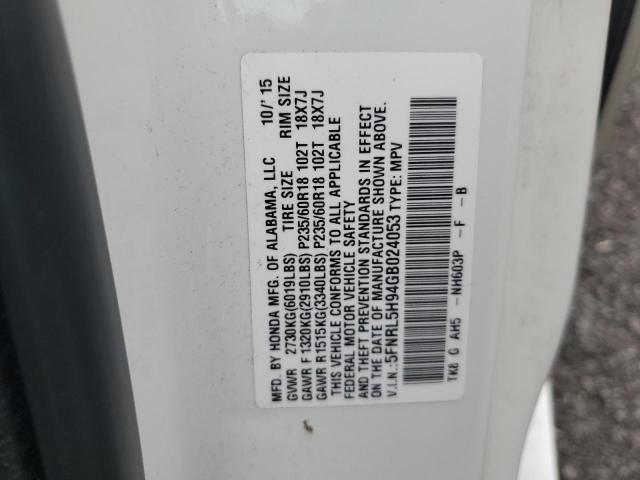 MFD. BY HONDA MFG. OF ALABAMA, LLC 10/'15
GVWR 2730KG(6019LBS) TIRE SIZE RIM SIZE
GAWR F 1320KG(2910LBS) P235/60R18 102T 18X7J
GAWR R 1515KG(3340LBS) P235/60R18 102T 18X7J
THIS VEHICLE CONFORMS TO ALL APPLICABLE
FEDERAL MOTOR VEHICLE SAFETY
AND THEFT PREVENTION STANDARDS IN EFFECT
ON THE DATE OF MANUFACTURE SHOWN ABOVE.
V.I.N.:5FNRL5H94GB024053 TYPE: MPV
TK8 G AH5 -NH603P -F -B